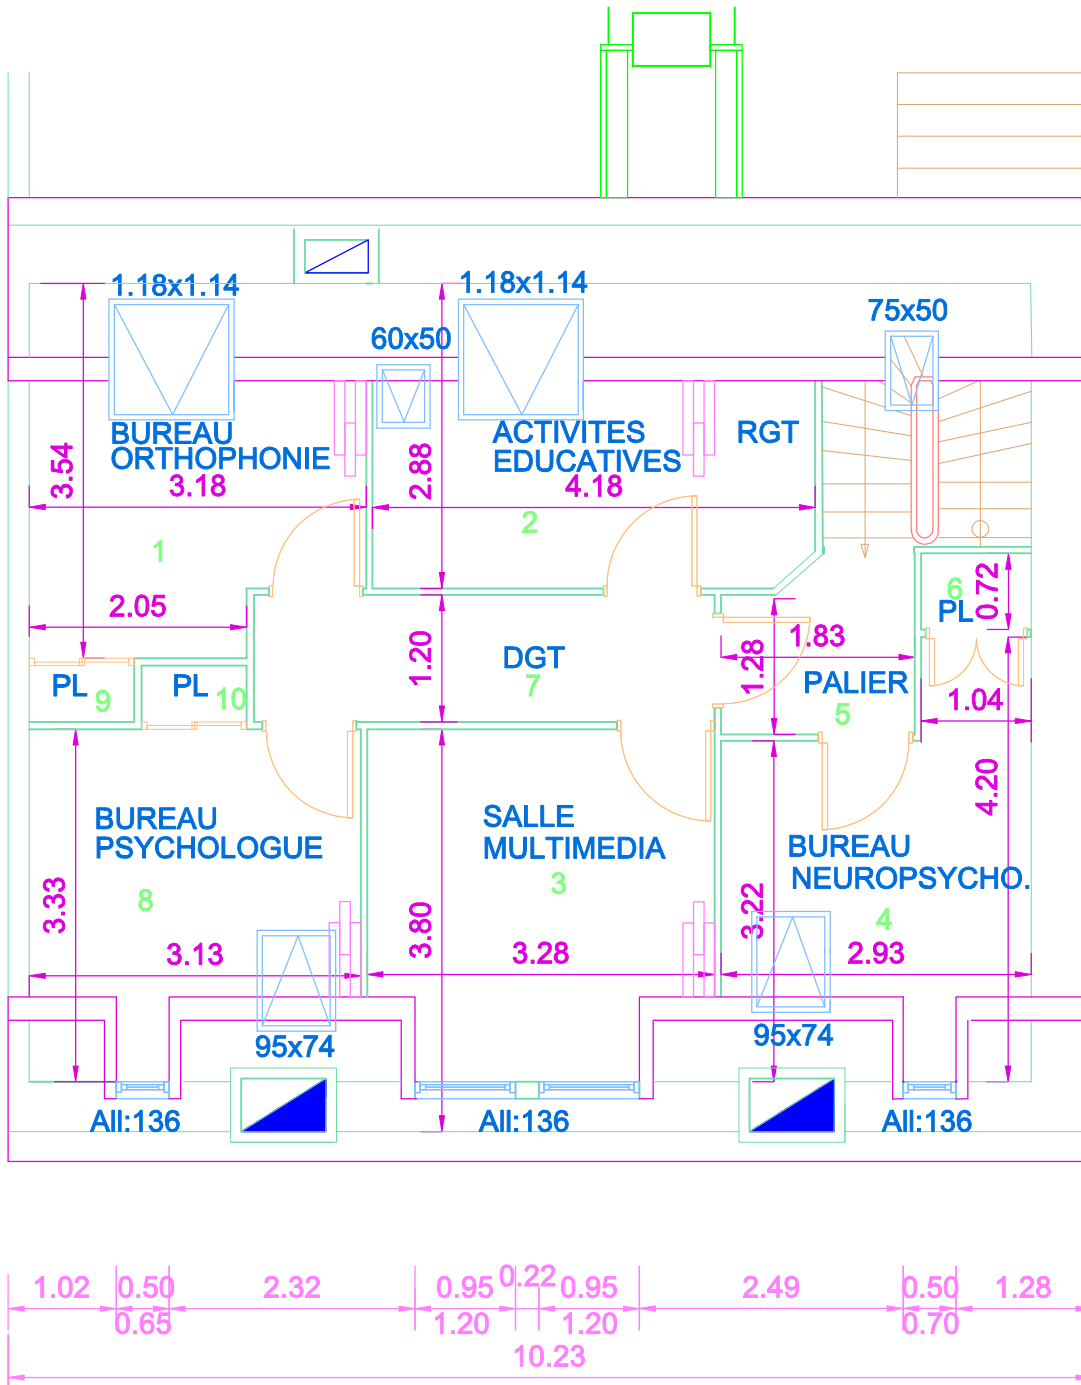 1.18x1.14
1.18x1.14
60x50
75x50
BUREAU
ORTHOPHONIE
3.18
ACTIVITES
EDUCATIVES
4.18
RGT
3.54
2.88
1
2
2.05
1.20
DGT
7
1.28
1.83
PALIER
5
6
PL
0.72
1.04
PL
9
PL
10
4.20
BUREAU
PSYCHOLOGUE
8
SALLE
MULTIMEDIA
3
BUREAU
NEUROPSYCHO.
4
3.33
3.80
3.22
3.13
3.28
2.93
95x74
95x74
All:136
All:136
All:136
1.02
0.50
2.32
0.95
0.22
0.95
2.49
0.50
1.28
0.65
1.20
1.20
0.70
10.23